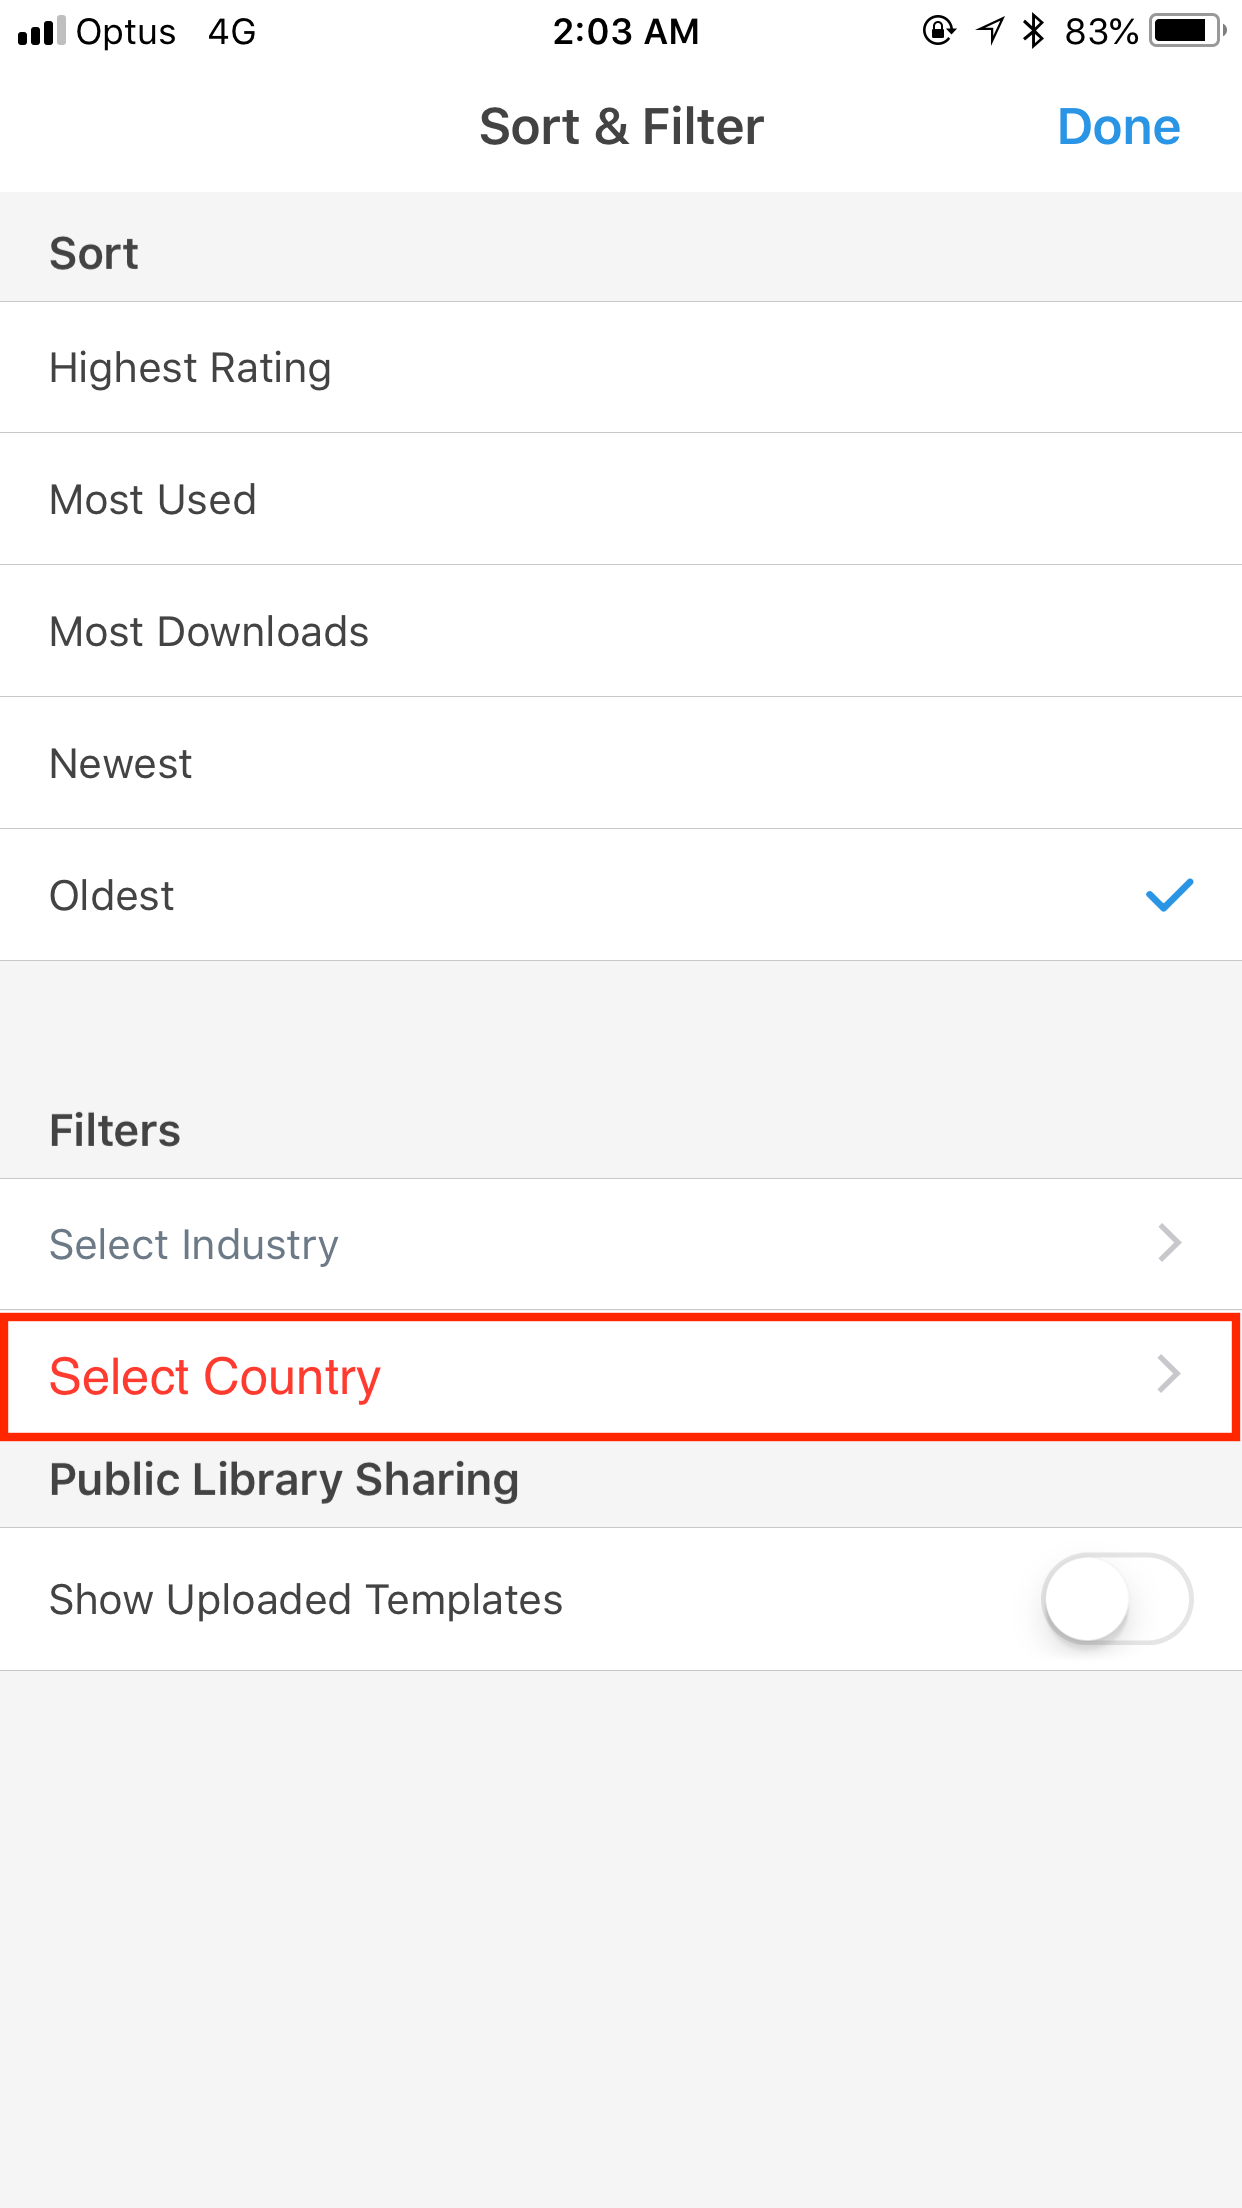 Optus 4G 2:03 AM 83%
Sort & Filter Done
Sort
Highest Rating
Most Used
Most Downloads
Newest
Oldest
Filters
Select Industry
Select Country
Public Library Sharing
Show Uploaded Templates